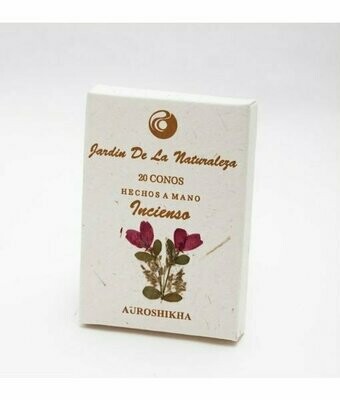 Jardin De La Naturaleza
20 CONOS
HECHOS A MANO
Incienso
AUROSHIKHA